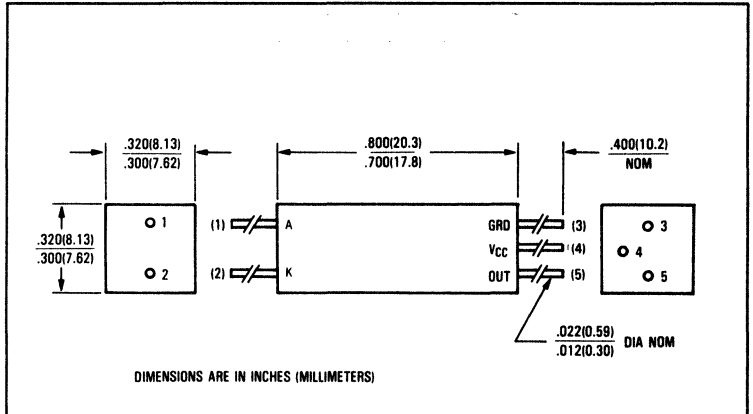 .320(8.13)
.300(7.62)
.800(20.3)
.700(17.8)
.400(10.2)
NOM
.320(8.13)
.300(7.62)
1
2
(1)
(2)
A
K
GRD
VCC
OUT
(3)
(4)
(5)
3
4
5
.022(0.59)
.012(0.30)
DIA NOM
DIMENSIONS ARE IN INCHES (MILLIMETERS)